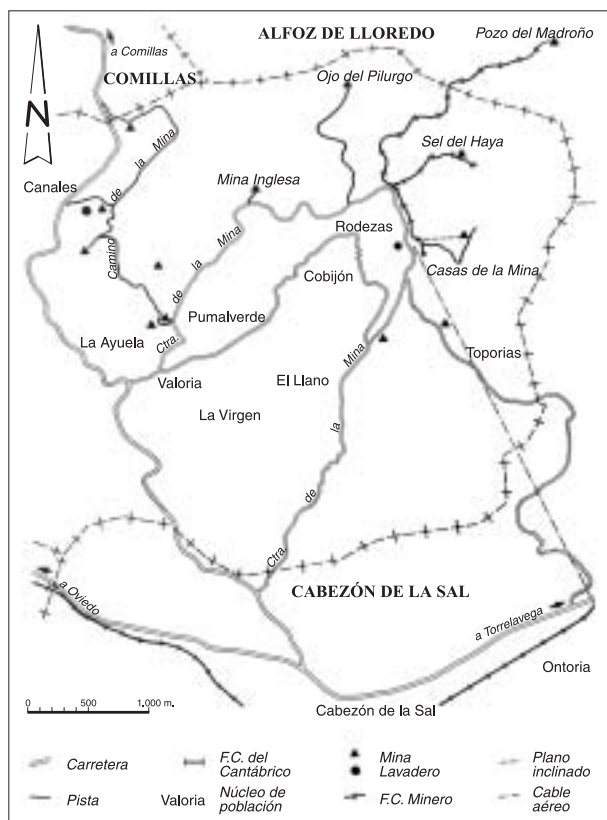 ALFOZ DE LLOREDO
Pozo del Madroño
a Comillas
COMILLAS
Ojo del Pilurgo
N
Camino de la Mina
Sel del Haya
Canales
Mina Inglesa
Rodezas
Casas de la Mina
Cobijón
Ctra. de la Mina
Pumalverde
La Ayuela
Toporias
Valoria
El Llano
La Virgen
Ctra. de la Mina
CABEZÓN DE LA SAL
a Oviedo
a Torrelavega
Ontoria
0 500 1.000 m.
Cabezón de la Sal
Carretera
F.C. del
Cantábrico
Mina
Lavadero
Plano
inclinado
Pista
Valoria
Núcleo de
población
F.C. Minero
Cable
aéreo